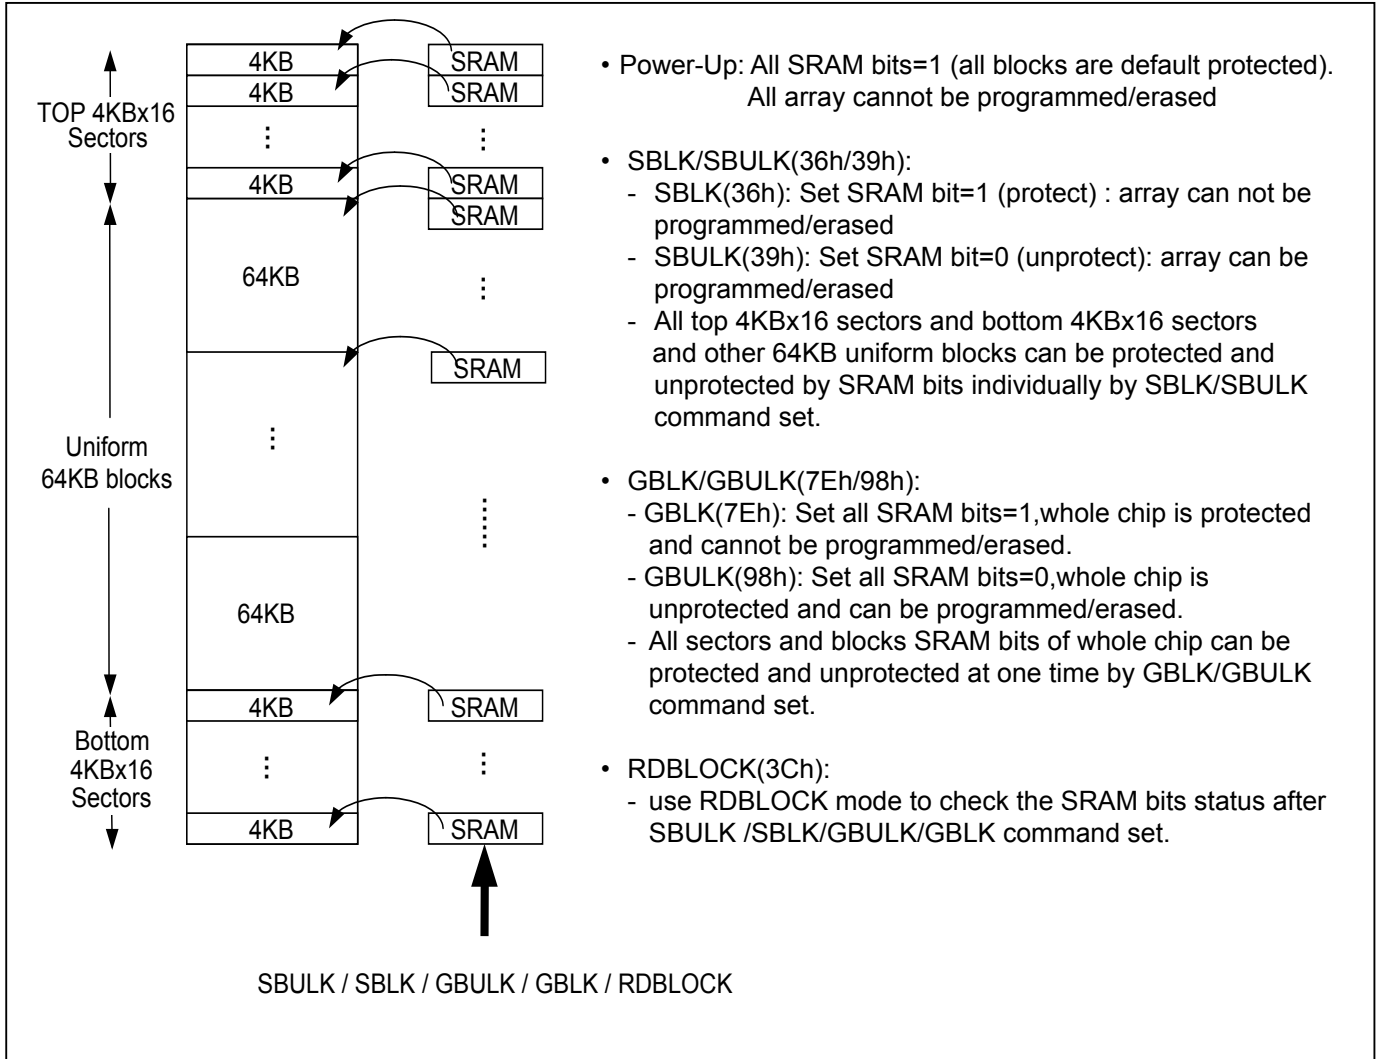 4KB
SRAM
4KB
SRAM
TOP 4KBx16
Sectors
⋮
⋮
4KB
SRAM
SRAM
64KB
⋮
SRAM
⋮
Uniform
64KB blocks
64KB
4KB
SRAM
Bottom
4KBx16
Sectors
⋮
⋮
4KB
SRAM
SBULK / SBLK / GBULK / GBLK / RDBLOCK
• Power-Up: All SRAM bits=1 (all blocks are default protected).
All array cannot be programmed/erased
• SBLK/SBULK(36h/39h):
- SBLK(36h): Set SRAM bit=1 (protect) : array can not be
programmed/erased
- SBULK(39h): Set SRAM bit=0 (unprotect): array can be
programmed/erased
- All top 4KBx16 sectors and bottom 4KBx16 sectors
and other 64KB uniform blocks can be protected and
unprotected by SRAM bits individually by SBLK/SBULK
command set.
• GBLK/GBULK(7Eh/98h):
- GBLK(7Eh): Set all SRAM bits=1,whole chip is protected
and cannot be programmed/erased.
- GBULK(98h): Set all SRAM bits=0,whole chip is
unprotected and can be programmed/erased.
- All sectors and blocks SRAM bits of whole chip can be
protected and unprotected at one time by GBLK/GBULK
command set.
• RDBLOCK(3Ch):
- use RDBLOCK mode to check the SRAM bits status after
SBULK /SBLK/GBULK/GBLK command set.